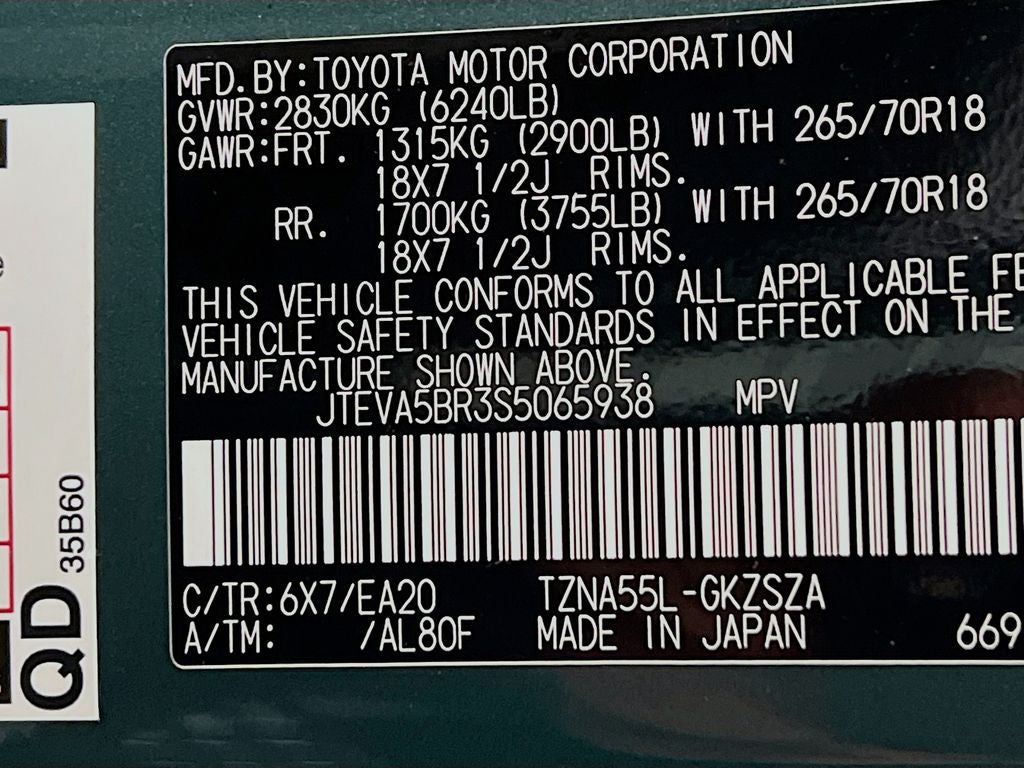 MFD.BY:TOYOTA MOTOR CORPORATION
GVWR:2830KG (6240LB)
GAWR:FRT. 1315KG (2900LB) WITH 265/70R18
18X7 1/2J RIMS.
RR. 1700KG (3755LB) WITH 265/70R18
18X7 1/2J RIMS.
THIS VEHICLE CONFORMS TO ALL APPLICABLE FE
VEHICLE SAFETY STANDARDS IN EFFECT ON THE
MANUFACTURE SHOWN ABOVE.
JTEVA5BR3S5065938 MPV
C/TR:6X7/EA20 TZNA55L-GKZSZA
A/TM: /AL80F MADE IN JAPAN 669
e
QD 35B60